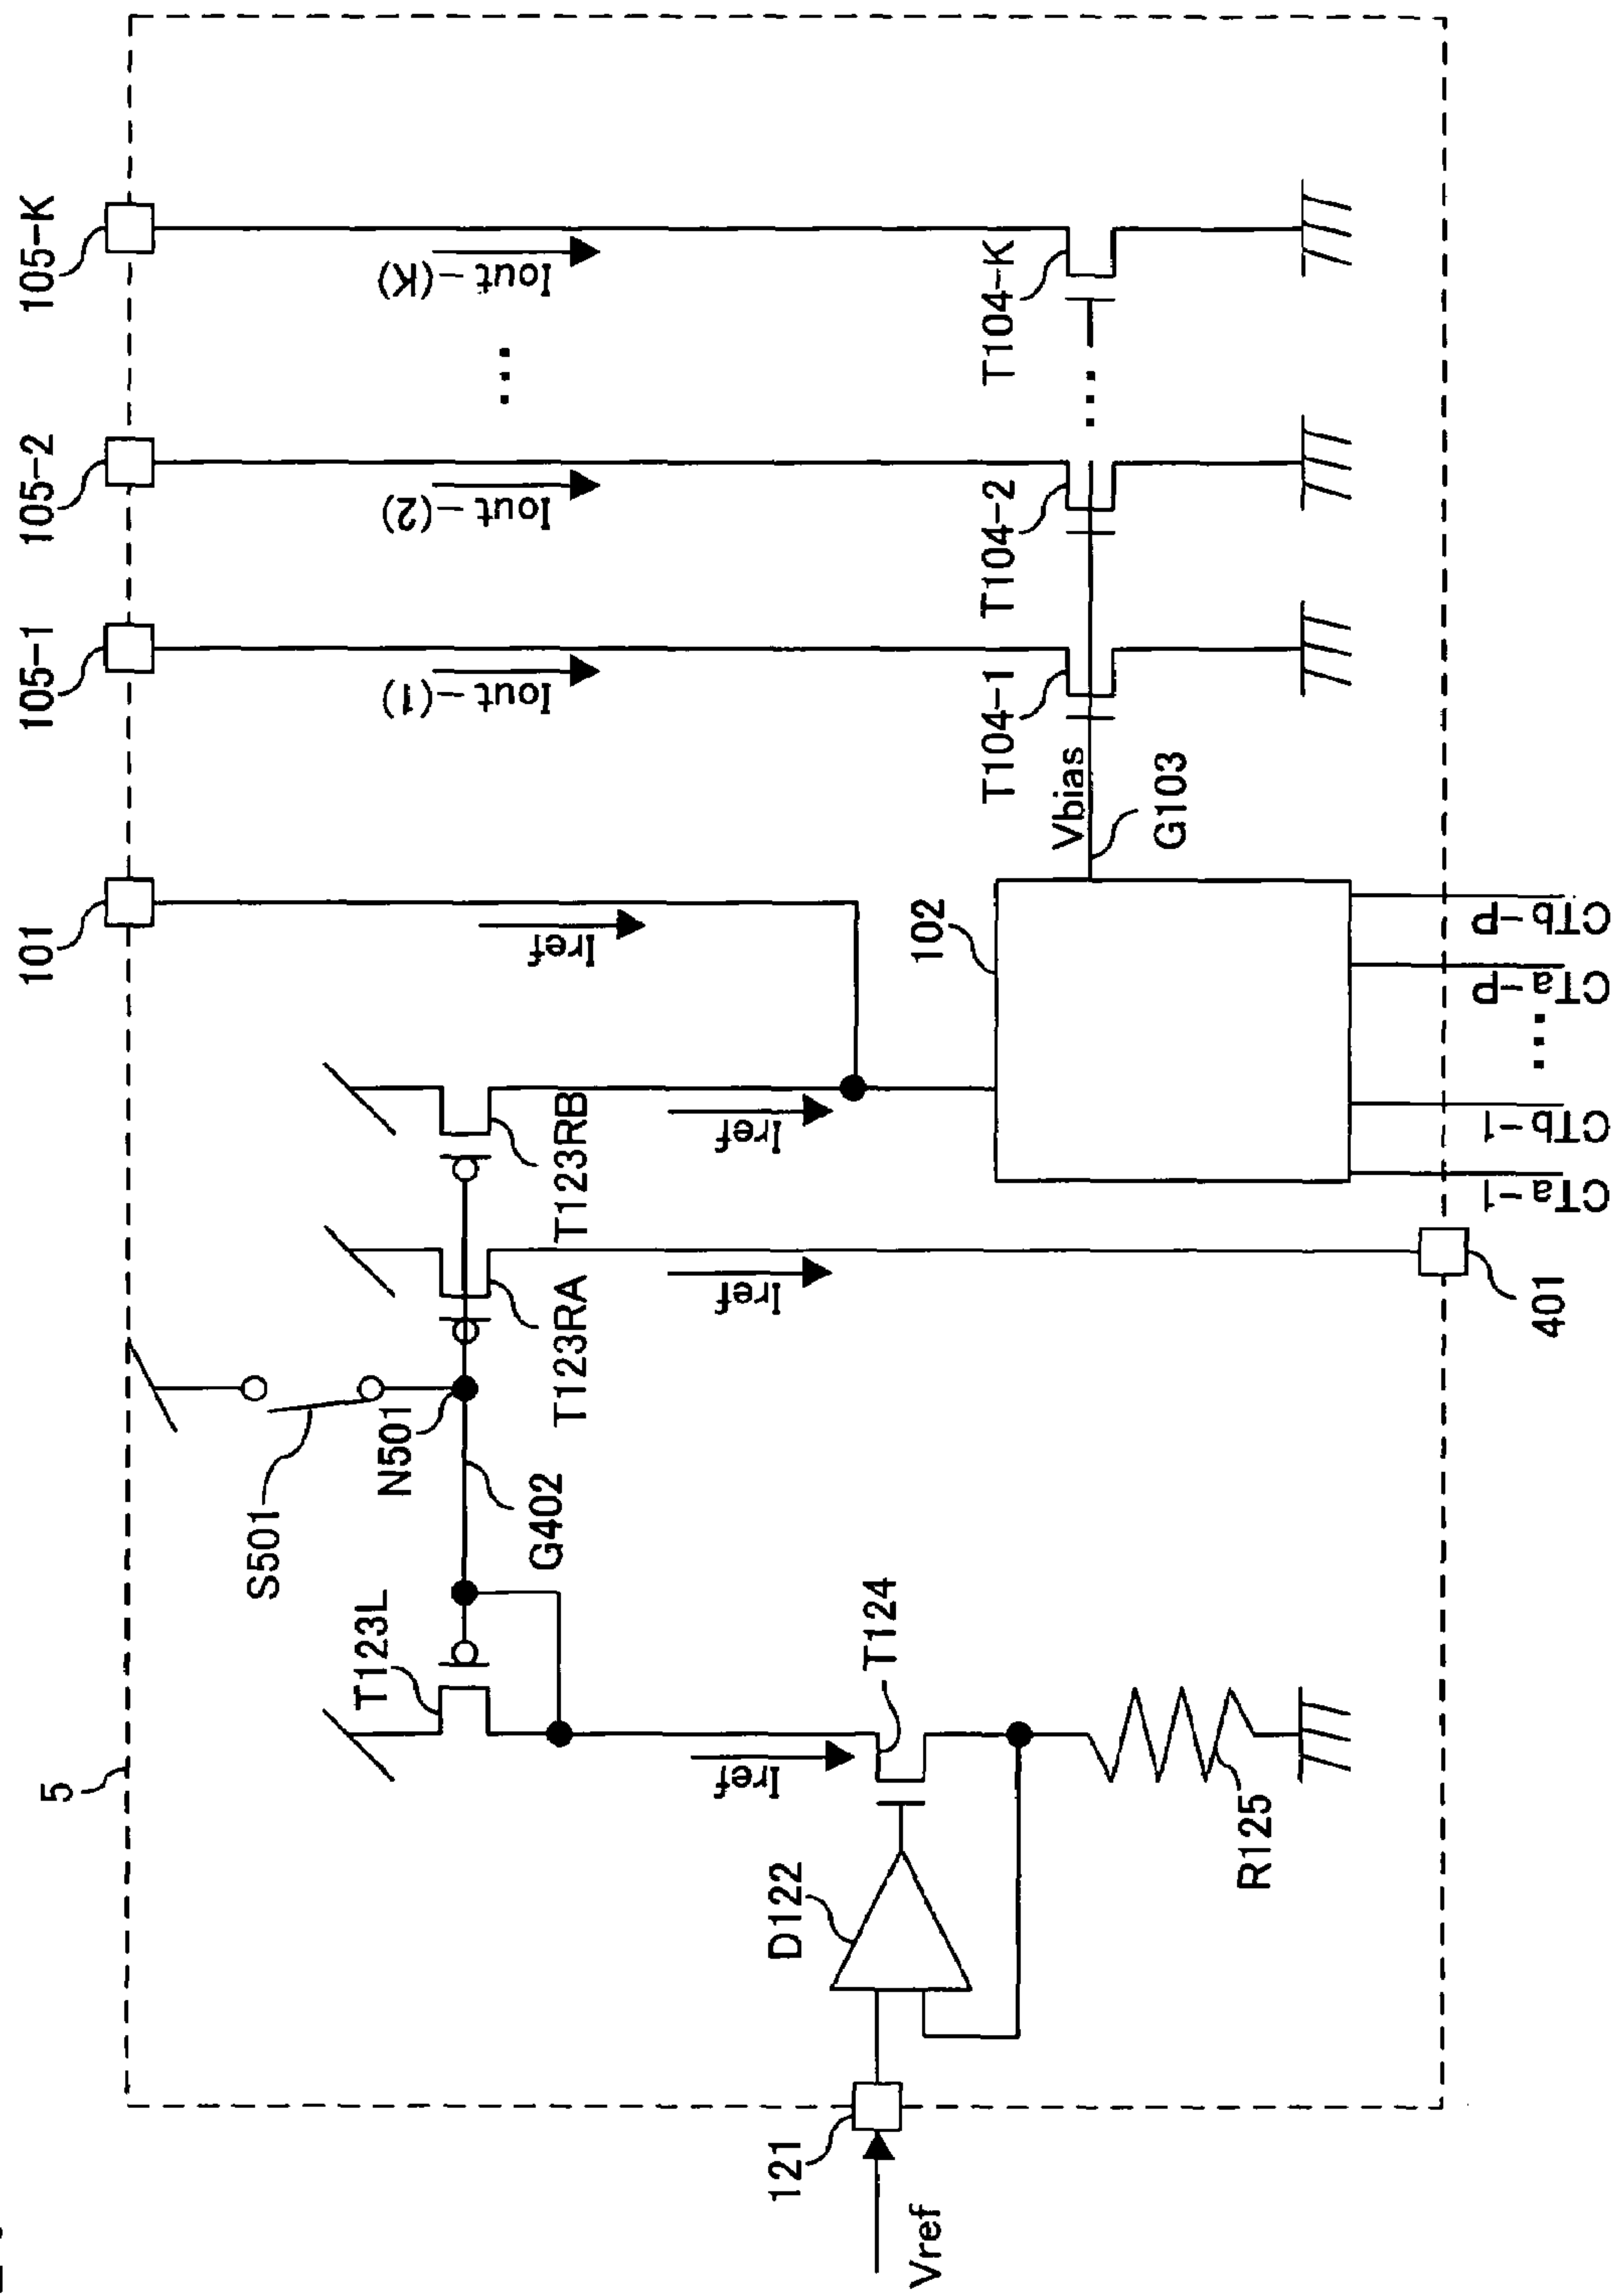 5
101
105-1
105-2
105-K
S501
N501
G402
T123L
T123RA
T123RB
Iref
Iref
Iref
Iref
Iout-(1)
Iout-(2)
Iout-(K)
102
Vbias
G103
T104-1
T104-2
T104-K
T124
D122
R125
121
Vref
401
CTa-1
CTb-1
...
CTa-P
CTb-P
...
...